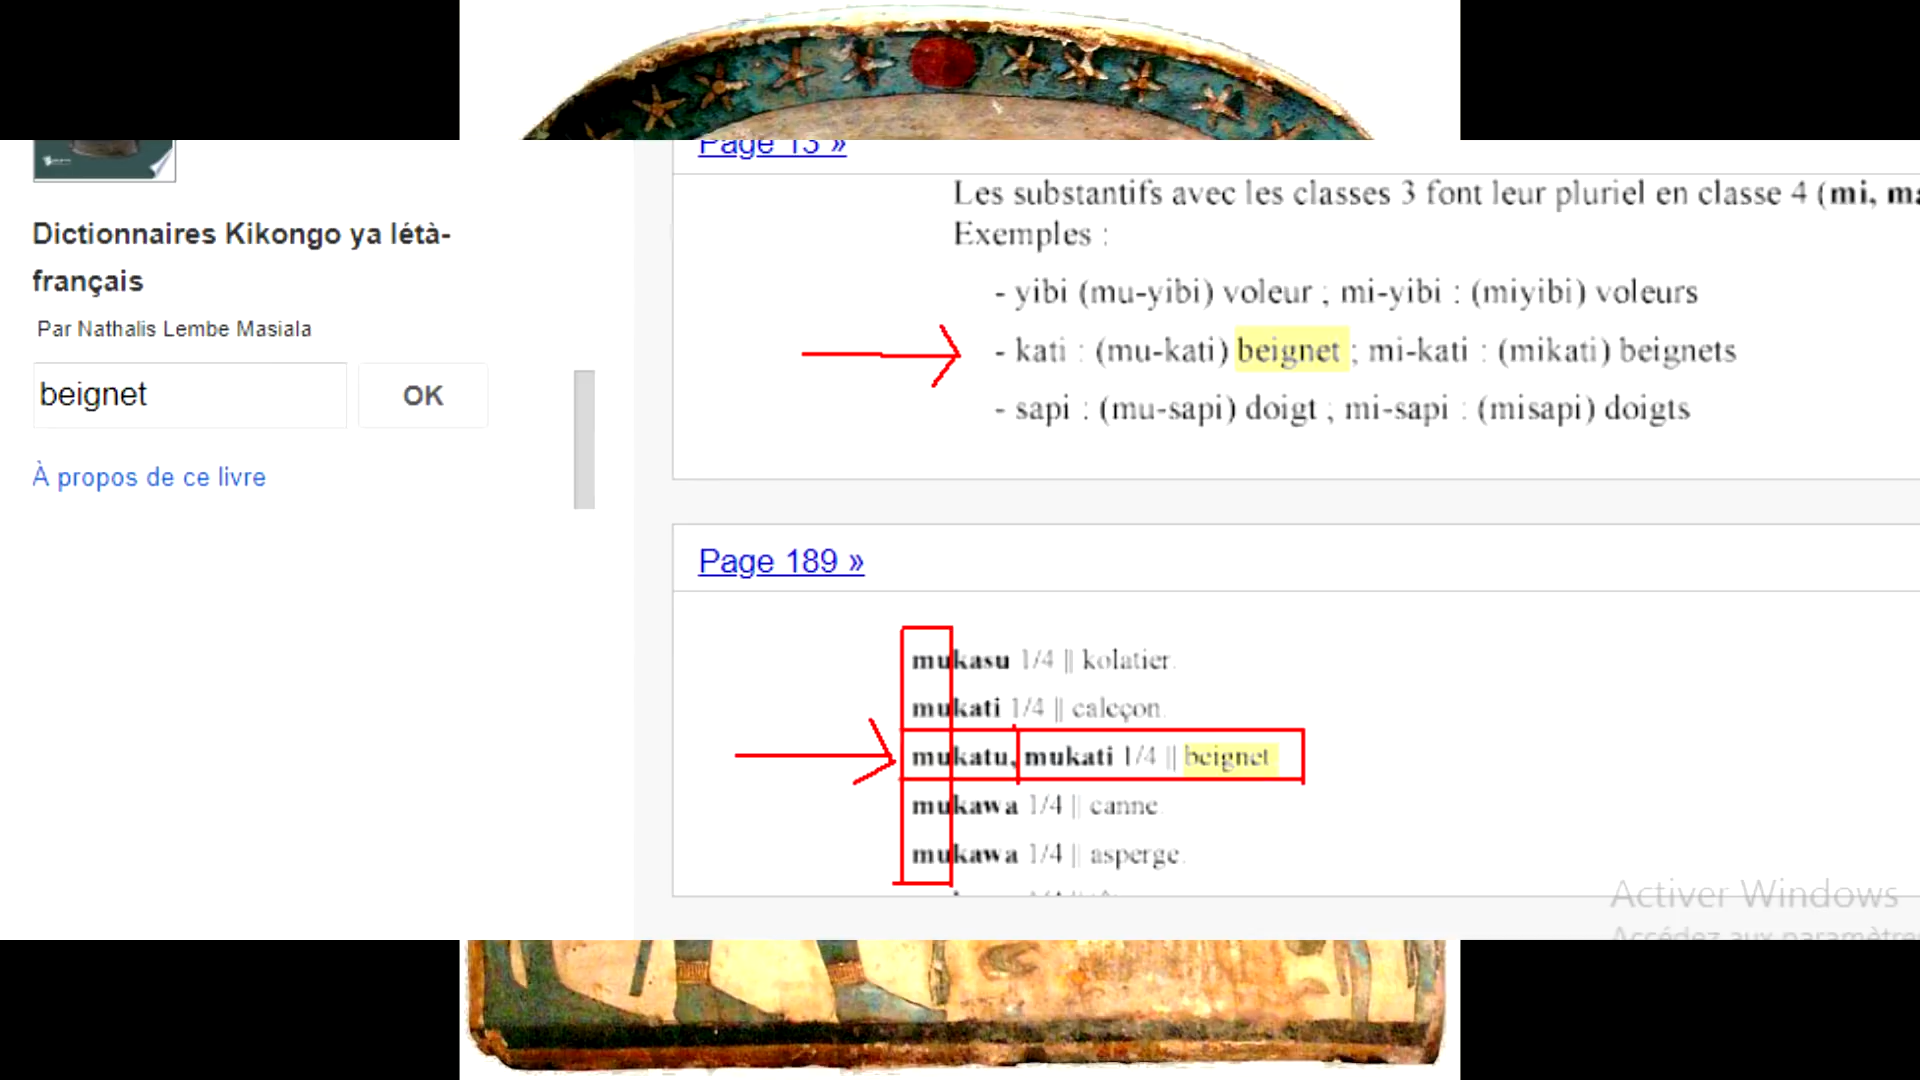 Dictionnaires Kikongo ya létà-
français
Par Nathalis Lembe Masiala
beignet
OK
À propos de ce livre
Page 13 »
Les substantifs avec les classes 3 font leur pluriel en classe 4 (mi,
Exemples :
- yibi (mu-yibi) voleur ; mi-yibi : (miyibi) voleurs
- kati : (mu-kati) beignet ; mi-kati : (mikati) beignets
- sapi : (mu-sapi) doigt ; mi-sapi : (misapi) doigts
Page 189 »
mukasu 1/4 || kolatier.
mukati 1/4 || caleçon.
mukatu, mukati 1/4 || beignet
mukawa 1/4 || canne.
mukawa 1/4 || asperge.
Activer Windows
Accédez aux